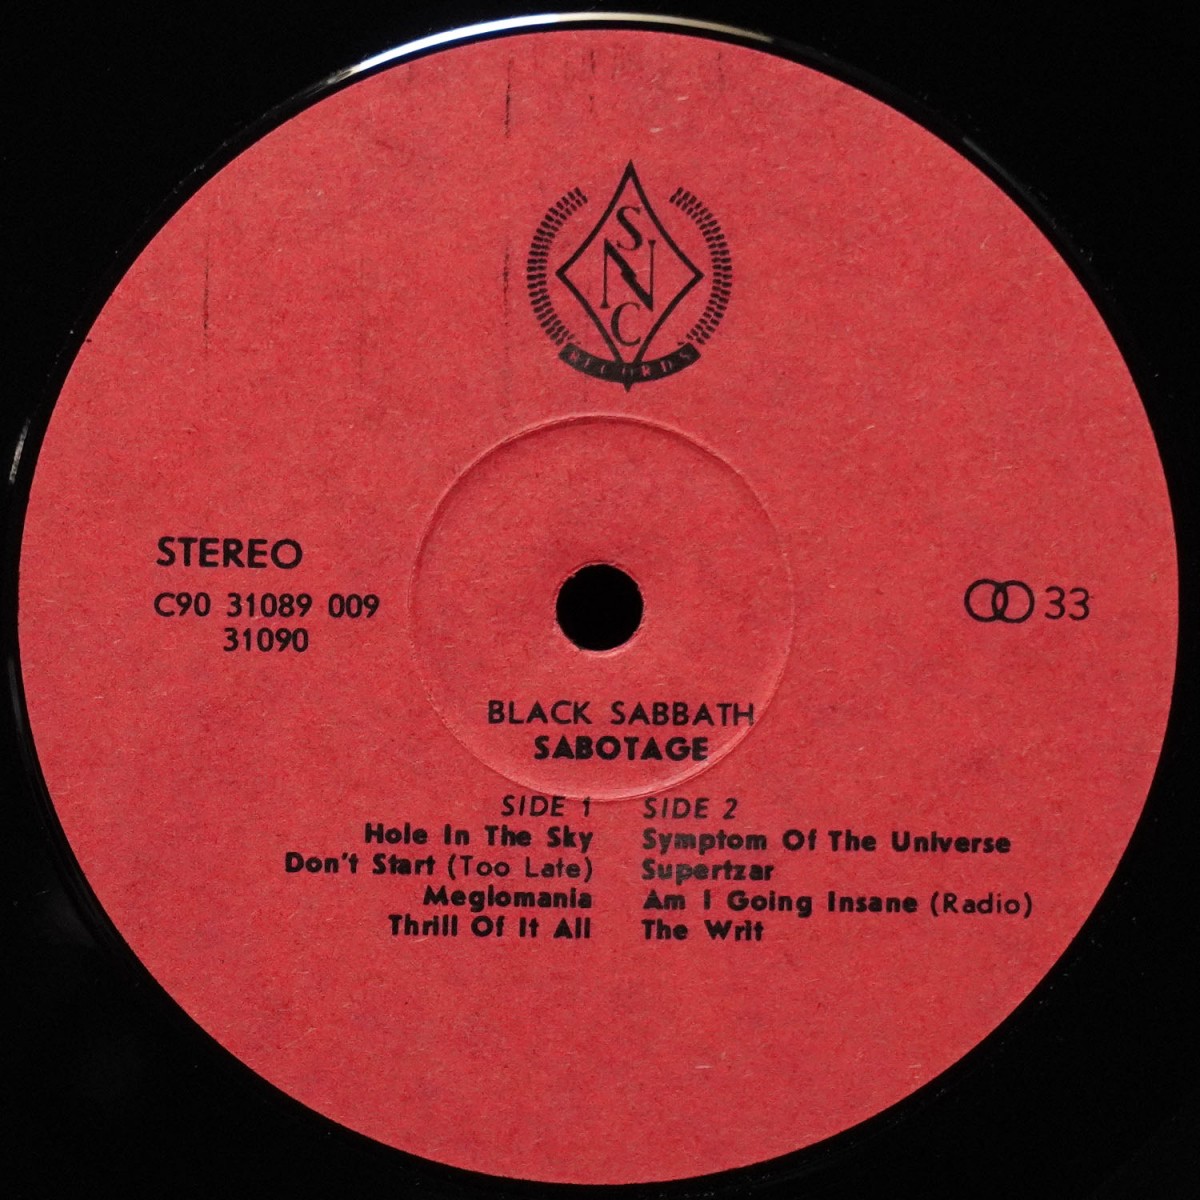 S
N
C
RECORDS
STEREO
C90 31089 009
31090
33
BLACK SABBATH
SABOTAGE
SIDE 1
Hole In The Sky
Don't Start (Too Late)
Meglomania
Thrill Of It All
SIDE 2
Symptom Of The Universe
Supertzar
Am I Going Insane (Radio)
The Writ